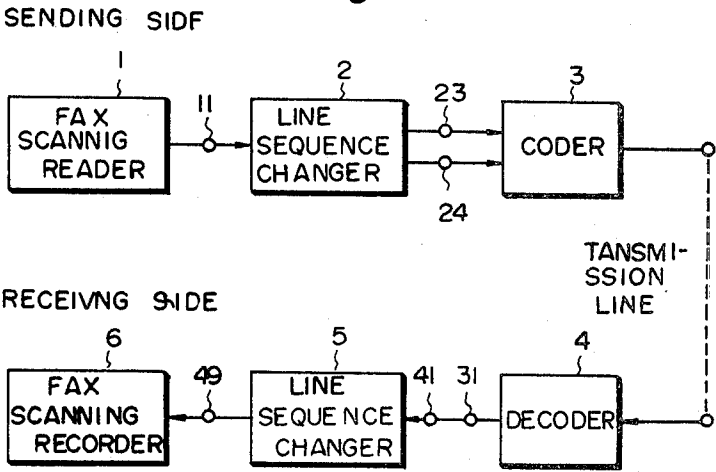 SENDING SIDF
1
FAX
SCANNIG
READER
11
2
LINE
SEQUENCE
CHANGER
23
24
3
CODER
TANSMI-
SSION
LINE
RECEIVNG SIDE
6
FAX
SCANNING
RECORDER
49
5
LINE
SEQUENCE
CHANGER
41
31
4
DECODER